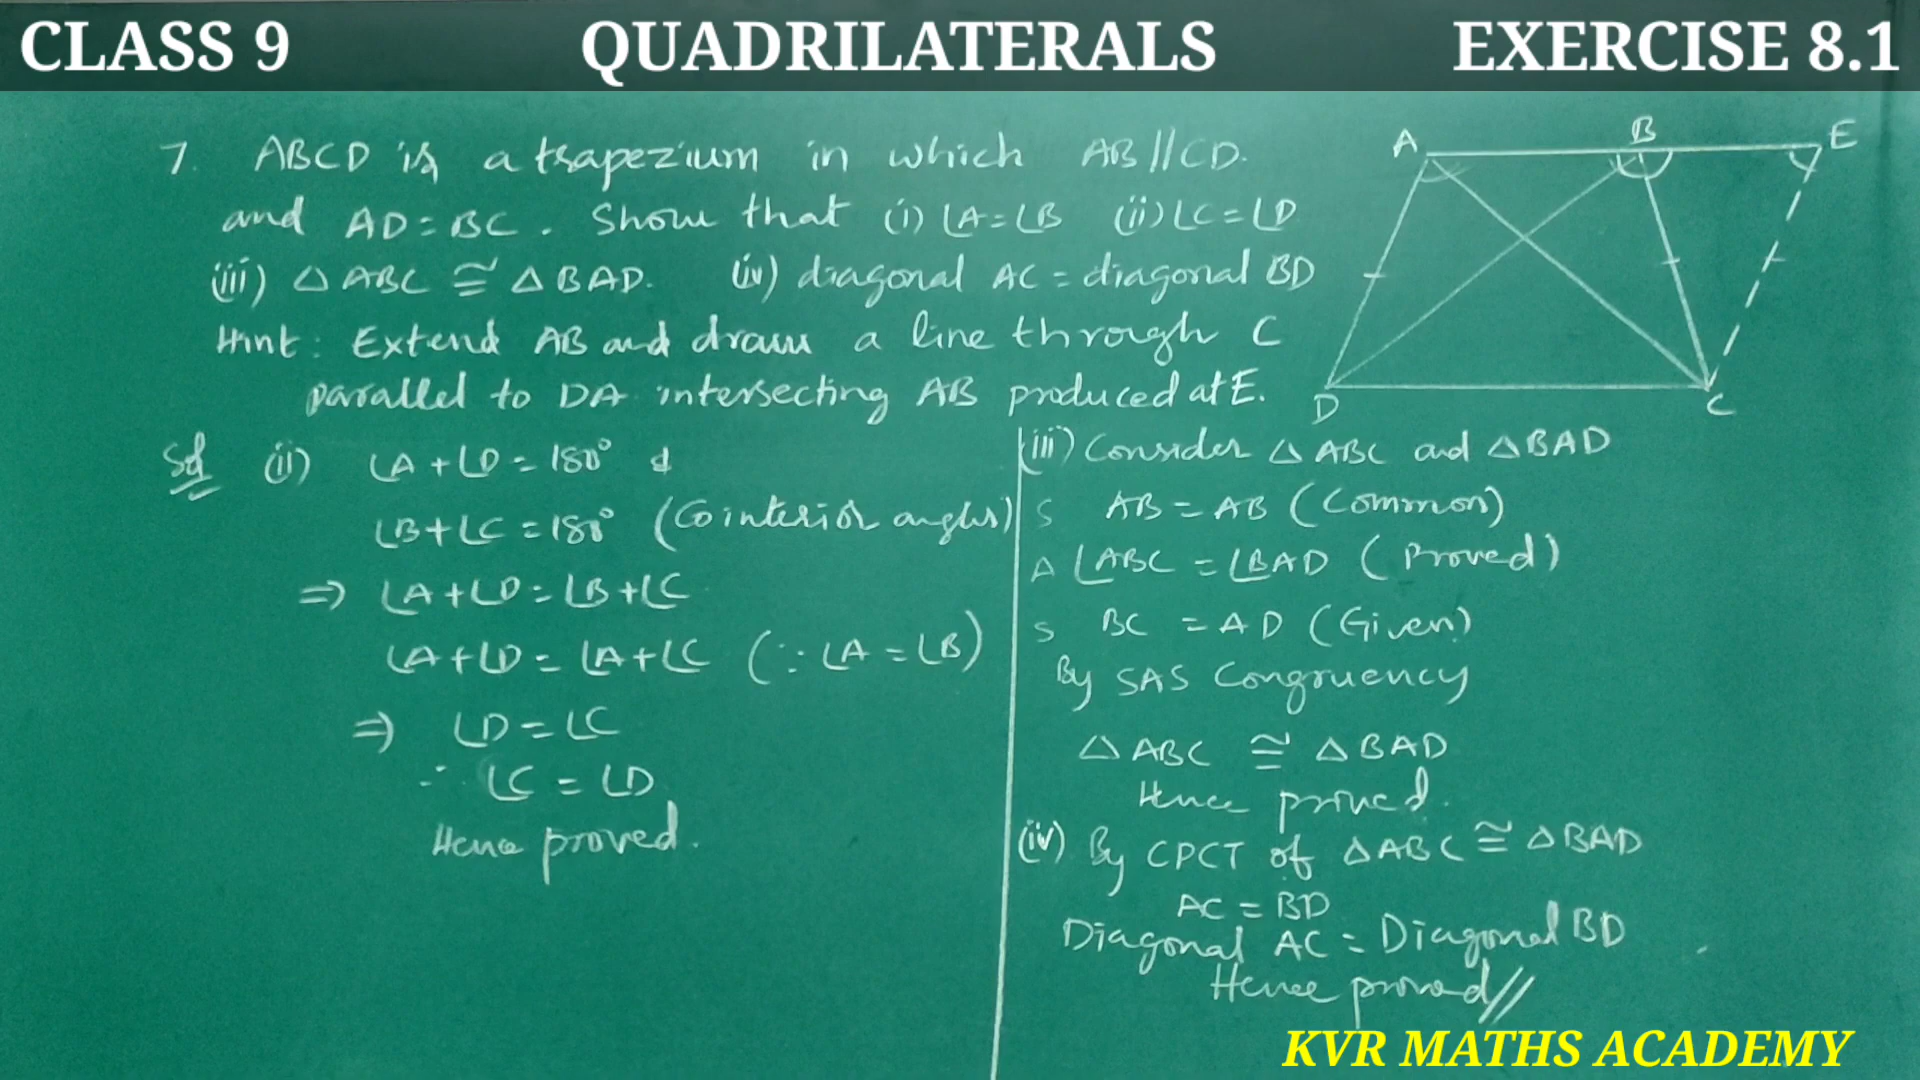 CLASS 9 QUADRILATERALS EXERCISE 8.1
7. ABCD is a trapezium in which AB//CD.
and AD = BC. Show that (i) ∠A = ∠B (ii) ∠C = ∠D
(iii) △ABC ≅ △BAD. (iv) diagonal AC = diagonal BD
Hint: Extend AB and draw a line through C
parallel to DA intersecting AB produced at E.
A B E
D C
Sol (ii) ∠A + ∠D = 180° &
∠B + ∠C = 180° (Co interior angles)
⇒ ∠A + ∠D = ∠B + ∠C
∠A + ∠D = ∠A + ∠C (∵ ∠A = ∠B)
⇒ ∠D = ∠C
∴ ∠C = ∠D
Hence proved.
(iii) Consider △ABC and △BAD
S AB = AB (Common)
A ∠ABC = ∠BAD (Proved)
S BC = AD (Given)
By SAS Congruency
△ABC ≅ △BAD
Hence proved.
(iv) By CPCT of △ABC ≅ △BAD
AC = BD
Diagonal AC = Diagonal BD
Hence proved//
KVR MATHS ACADEMY